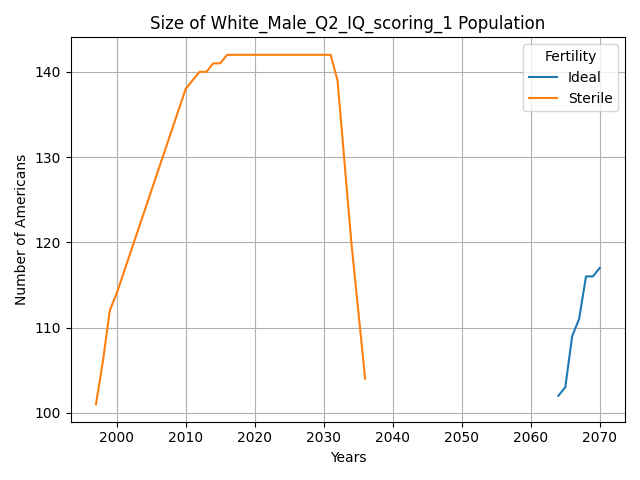 Size of White_Male_Q2_IQ_scoring_1 Population
Fertility
Ideal
Sterile
Number of Americans
140
130
120
110
100
2000 2010 2020 2030 2040 2050 2060 2070
Years